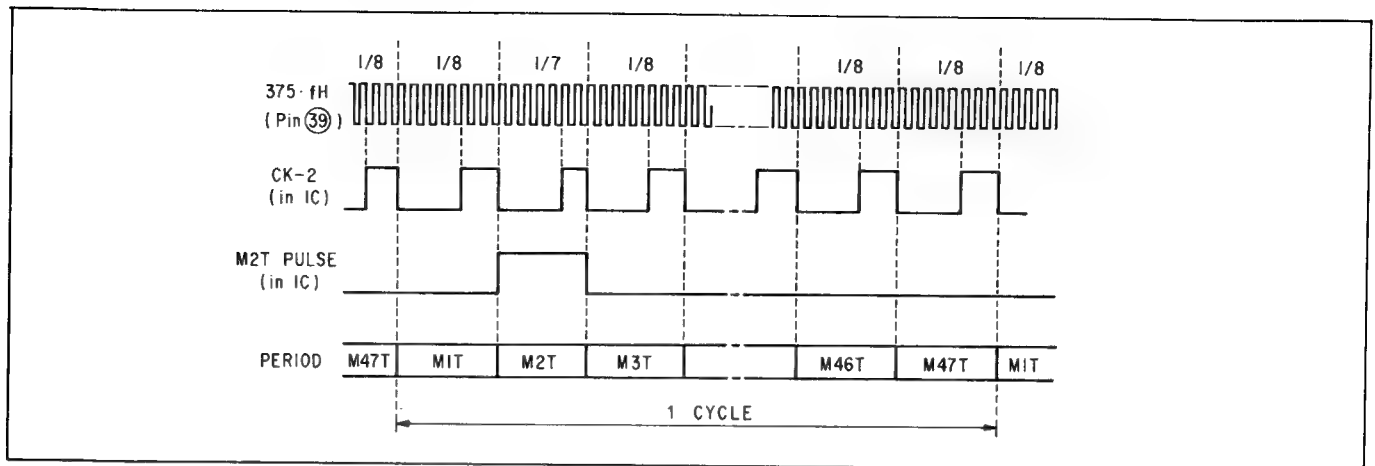 1/8 1/8 1/7 1/8 1/8 1/8 1/8
375·fH
(Pin ㊴)
CK-2
(in IC)
M2T PULSE
(in IC)
PERIOD M47T M1T M2T M3T M46T M47T M1T
1 CYCLE